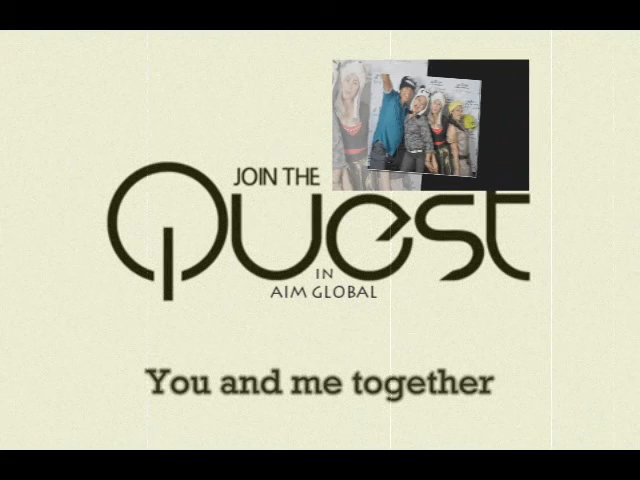 JOIN THE
Quest
IN
AIM GLOBAL
You and me together